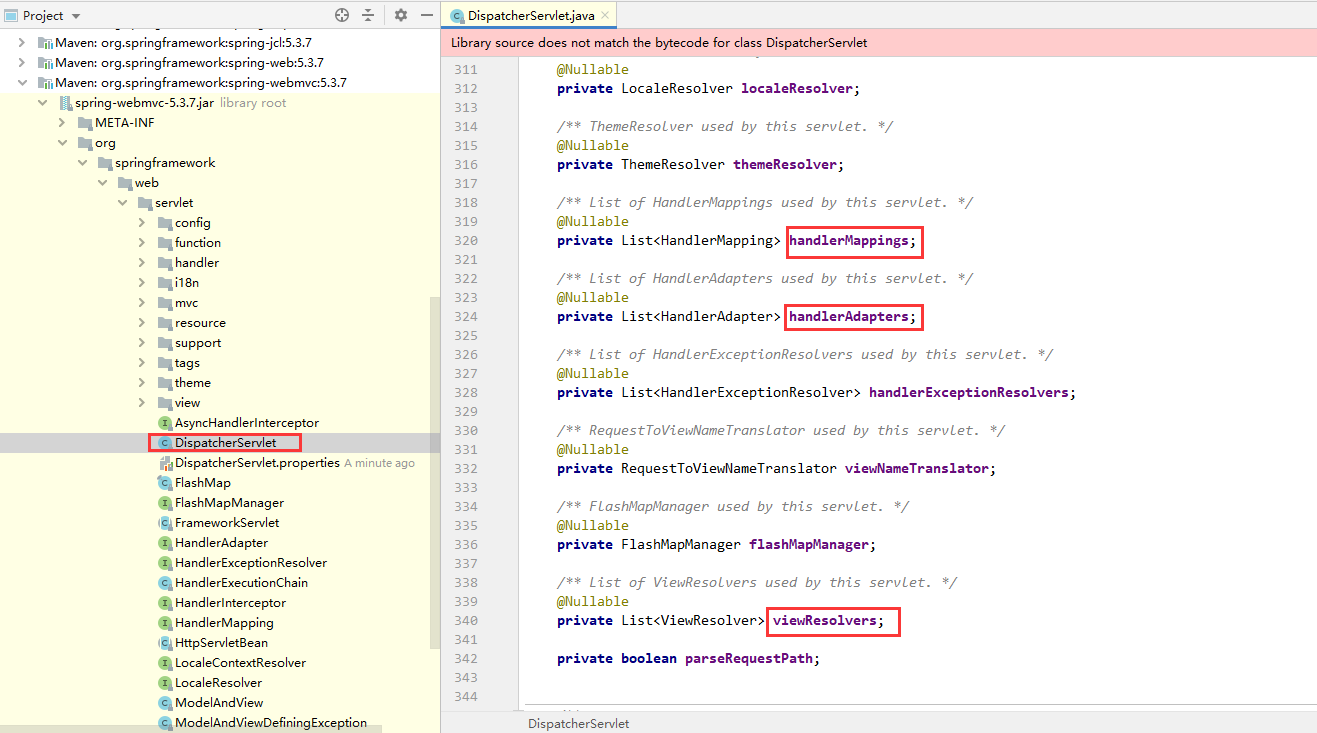 Project
Maven: org.springframework:spring-jcl:5.3.7
Maven: org.springframework:spring-web:5.3.7
Maven: org.springframework:spring-webmvc:5.3.7
spring-webmvc-5.3.7.jar library root
META-INF
org
springframework
web
servlet
config
function
handler
i18n
mvc
resource
support
tags
theme
view
AsyncHandlerInterceptor
DispatcherServlet
DispatcherServlet.properties A minute ago
FlashMap
FlashMapManager
FrameworkServlet
HandlerAdapter
HandlerExceptionResolver
HandlerExecutionChain
HandlerInterceptor
HandlerMapping
HttpServletBean
LocaleContextResolver
LocaleResolver
ModelAndView
ModelAndViewDefiningException
DispatcherServlet.java
Library source does not match the bytecode for class DispatcherServlet
311 @Nullable
312 private LocaleResolver localeResolver;
313
314 /** ThemeResolver used by this servlet. */
315 @Nullable
316 private ThemeResolver themeResolver;
317
318 /** List of HandlerMappings used by this servlet. */
319 @Nullable
320 private List<HandlerMapping> handlerMappings;
321
322 /** List of HandlerAdapters used by this servlet. */
323 @Nullable
324 private List<HandlerAdapter> handlerAdapters;
325
326 /** List of HandlerExceptionResolvers used by this servlet. */
327 @Nullable
328 private List<HandlerExceptionResolver> handlerExceptionResolvers;
329
330 /** RequestToViewNameTranslator used by this servlet. */
331 @Nullable
332 private RequestToViewNameTranslator viewNameTranslator;
333
334 /** FlashMapManager used by this servlet. */
335 @Nullable
336 private FlashMapManager flashMapManager;
337
338 /** List of ViewResolvers used by this servlet. */
339 @Nullable
340 private List<ViewResolver> viewResolvers;
341
342 private boolean parseRequestPath;
343
344
DispatcherServlet